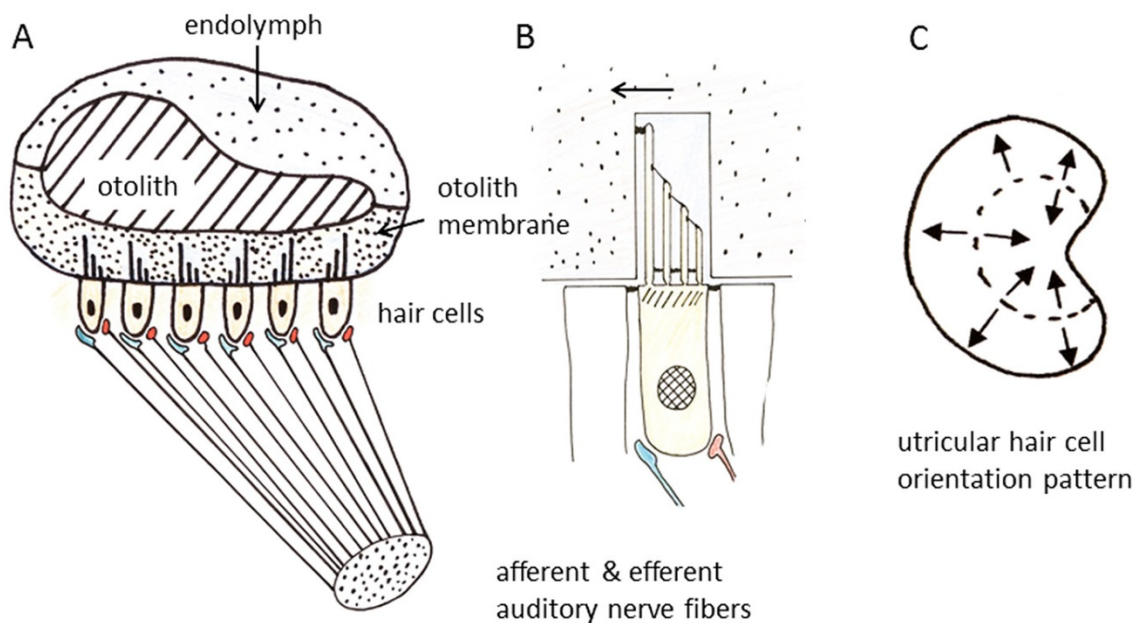 A
endolymph
otolith
otolith
membrane
hair cells
B
afferent & efferent
auditory nerve fibers
C
utricular hair cell
orientation pattern